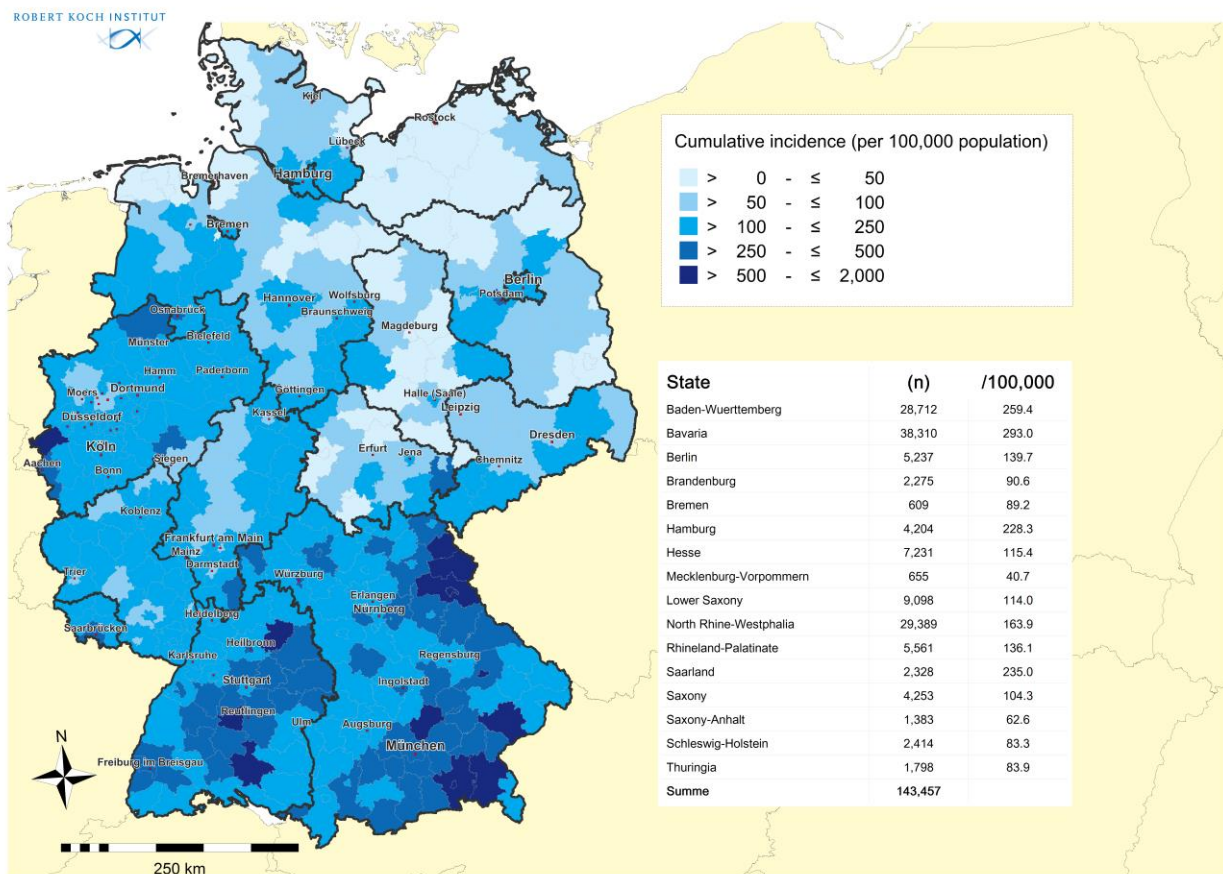 ROBERT KOCH INSTITUT
Kiel
Rostock
Lübeck
Bremerhaven
Hamburg
Bremen
Berlin
Potsdam
Hannover
Wolfsburg
Braunschweig
Osnabrück
Magdeburg
Münster
Bielefeld
Hamm
Paderborn
Göttingen
Moers
Dortmund
Halle (Saale)
Leipzig
Düsseldorf
Kassel
Dresden
Köln
Erfurt
Jena
Chemnitz
Aachen
Bonn
Siegen
Koblenz
Frankfurt am Main
Mainz
Darmstadt
Trier
Würzburg
Erlangen
Nürnberg
Heidelberg
Saarbrücken
Heilbronn
Karlsruhe
Regensburg
Stuttgart
Ingolstadt
Reutlingen
Ulm
Augsburg
München
Freiburg im Breisgau
N
250 km
Cumulative incidence (per 100,000 population)
> 0 - ≤ 50
> 50 - ≤ 100
> 100 - ≤ 250
> 250 - ≤ 500
> 500 - ≤ 2,000
State (n) /100,000
Baden-Wuerttemberg 28,712 259.4
Bavaria 38,310 293.0
Berlin 5,237 139.7
Brandenburg 2,275 90.6
Bremen 609 89.2
Hamburg 4,204 228.3
Hesse 7,231 115.4
Mecklenburg-Vorpommern 655 40.7
Lower Saxony 9,098 114.0
North Rhine-Westphalia 29,389 163.9
Rhineland-Palatinate 5,561 136.1
Saarland 2,328 235.0
Saxony 4,253 104.3
Saxony-Anhalt 1,383 62.6
Schleswig-Holstein 2,414 83.3
Thuringia 1,798 83.9
Summe 143,457